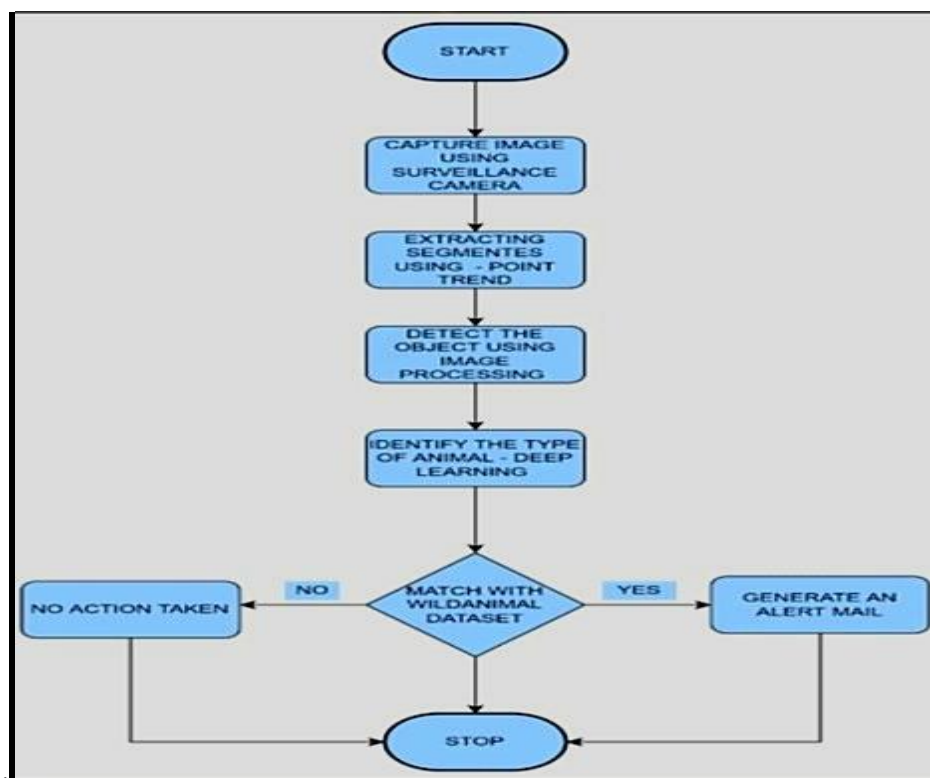 START
CAPTURE IMAGE
USING
SURVEILLANCE
CAMERA
EXTRACTING
SEGMENTES
USING - POINT
TREND
DETECT THE
OBJECT USING
IMAGE
PROCESSING
IDENTIFY THE TYPE
OF ANIMAL - DEEP
LEARNING
MATCH WITH
WILDANIMAL
DATASET
NO
YES
NO ACTION TAKEN
GENERATE AN
ALERT MAIL
STOP